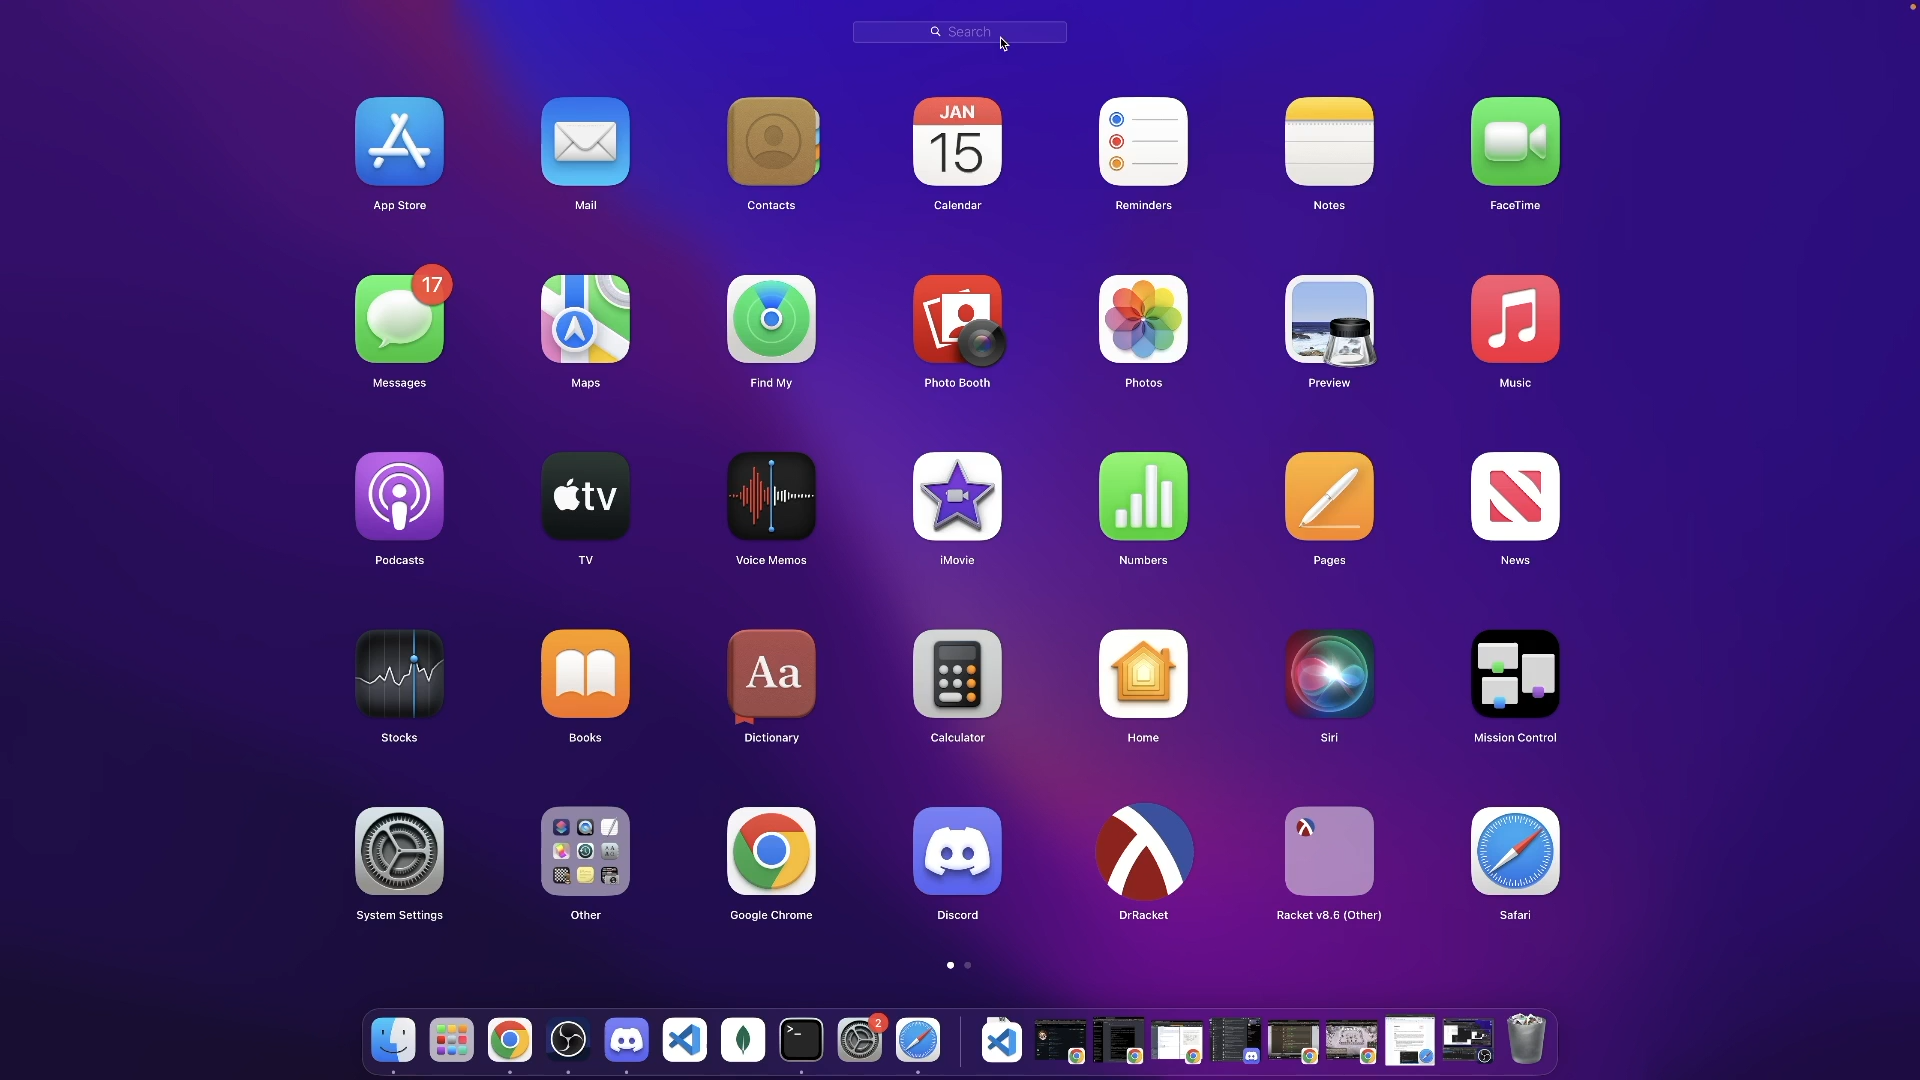 Search
JAN
15
App Store
Mail
Contacts
Calendar
Reminders
Notes
FaceTime
17
Messages
Maps
Find My
Photo Booth
Photos
Preview
Music
tv
Podcasts
TV
Voice Memos
iMovie
Numbers
Pages
News
Aa
Stocks
Books
Dictionary
Calculator
Home
Siri
Mission Control
System Settings
Other
Google Chrome
Discord
DrRacket
Racket v8.6 (Other)
Safari
>_
2